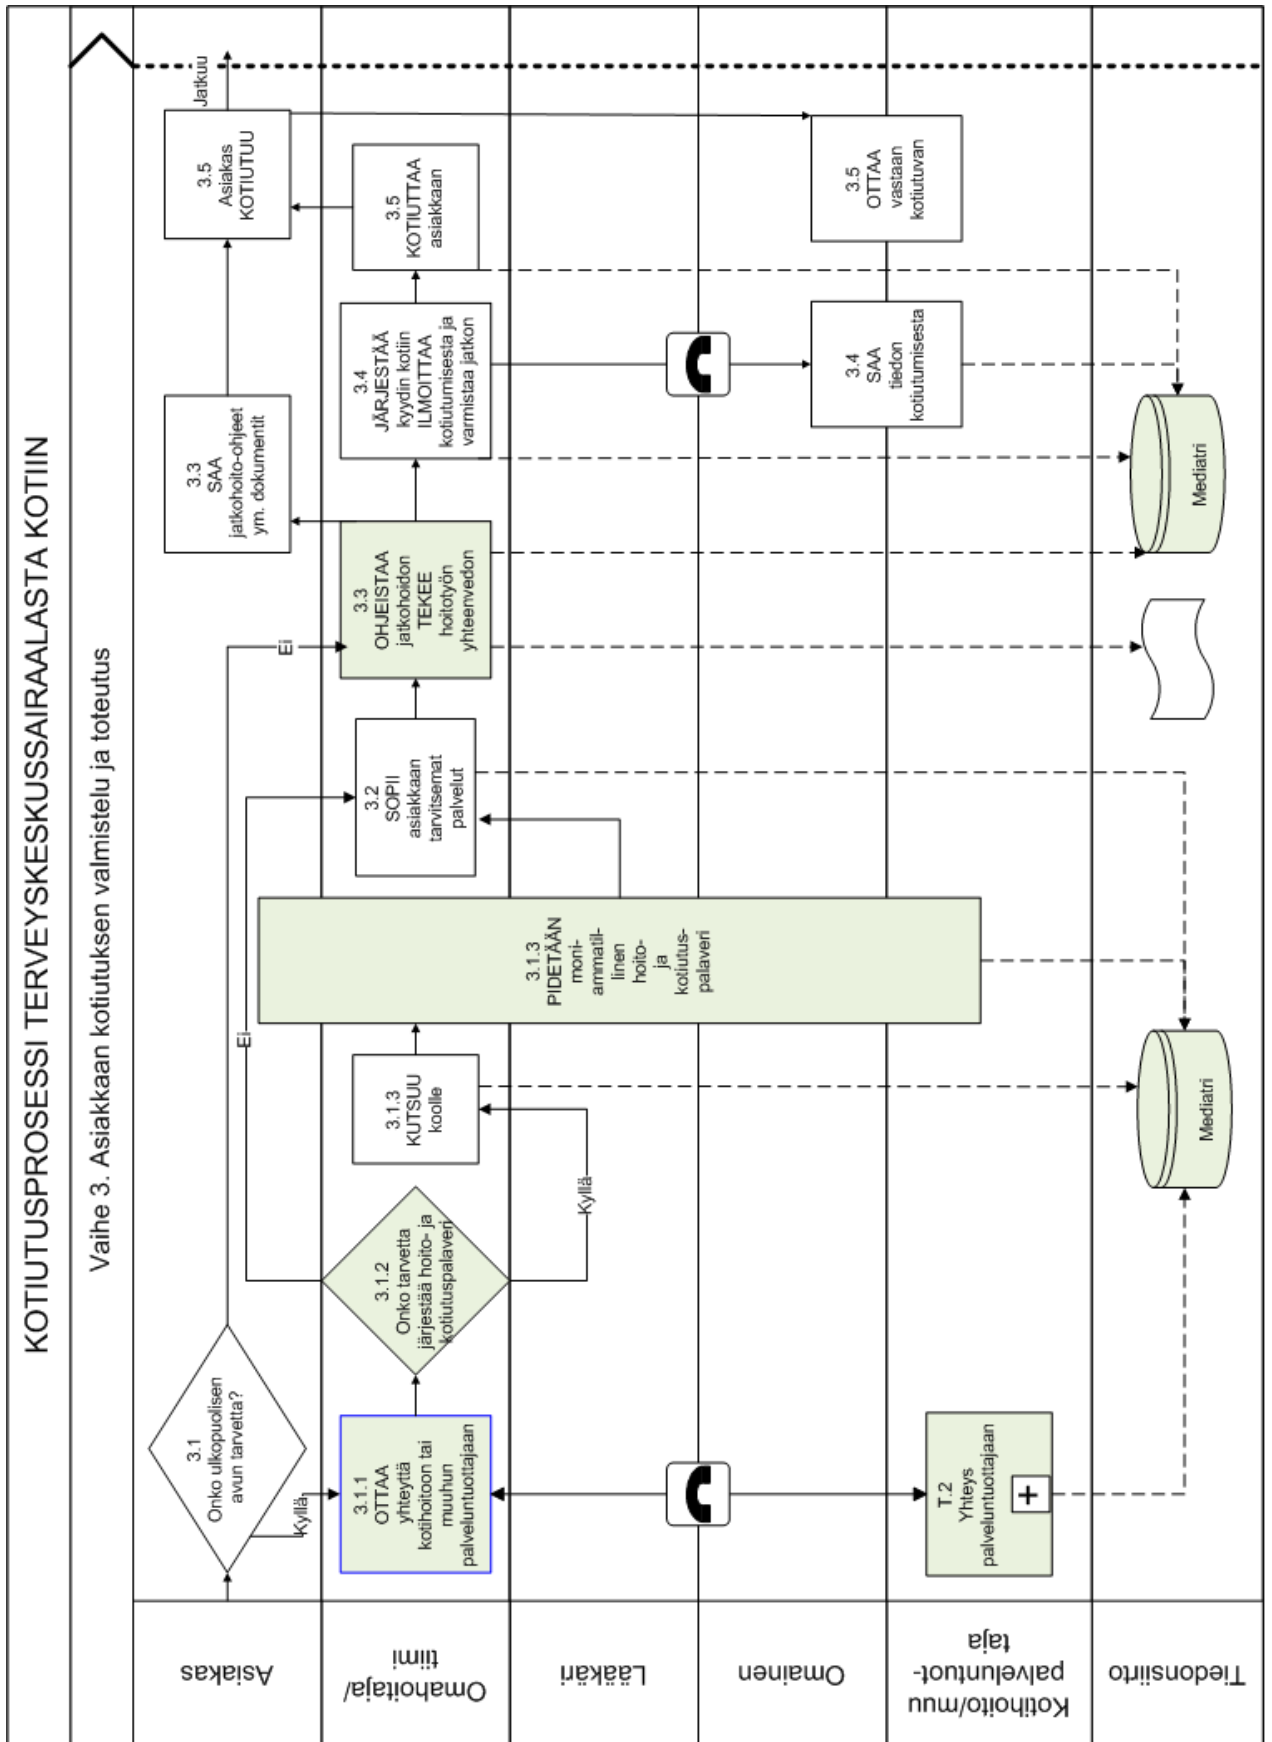 KOTIUTUSPROSESSI TERVEYSKESKUSSAIRAALASTA KOTIIN
Vaihe 3. Asiakkaan kotiutuksen valmistelu ja toteutus
Asiakas
3.1
Onko ulkopuolisen
avun tarvetta?
Kyllä
Ei
Ei
3.3
SAA
jatkohoito-ohjeet
ym. dokumentit
3.5
Asiakas
KOTIUTUU
Jatkuu
Omahoitaja/
tiimi
3.1.1
OTTAA
yhteyttä
kotihoitoon tai
muuhun
palveluntuottajaan
3.1.2
Onko tarvetta
järjestää hoito- ja
kotiutuspalaveri
Kyllä
3.1.3
KUTSUU
koolle
3.1.3
PIDETÄÄN
moni-
ammatil-
linen
hoito-
ja
kotiutus-
palaveri
3.2
SOPII
asiakkaan
tarvitsemat
palvelut
3.3
OHJEISTAA
jatkohoidon
TEKEE
hoitotyön
yhteenvedon
3.4
JÄRJESTÄÄ
kyydin kotiin
ILMOITTAA
kotiutumisesta ja
varmistaa jatkon
3.5
KOTIUTTAA
asiakkaan
Lääkäri
Omainen
3.4
SAA
tiedon
kotiutumisesta
3.5
OTTAA
vastaan
kotiutuvan
Kotihoito/muu
palveluntuot-
taja
T.2
Yhteys
palveluntuottajaan
+
Tiedonsiirto
Mediatri
Mediatri